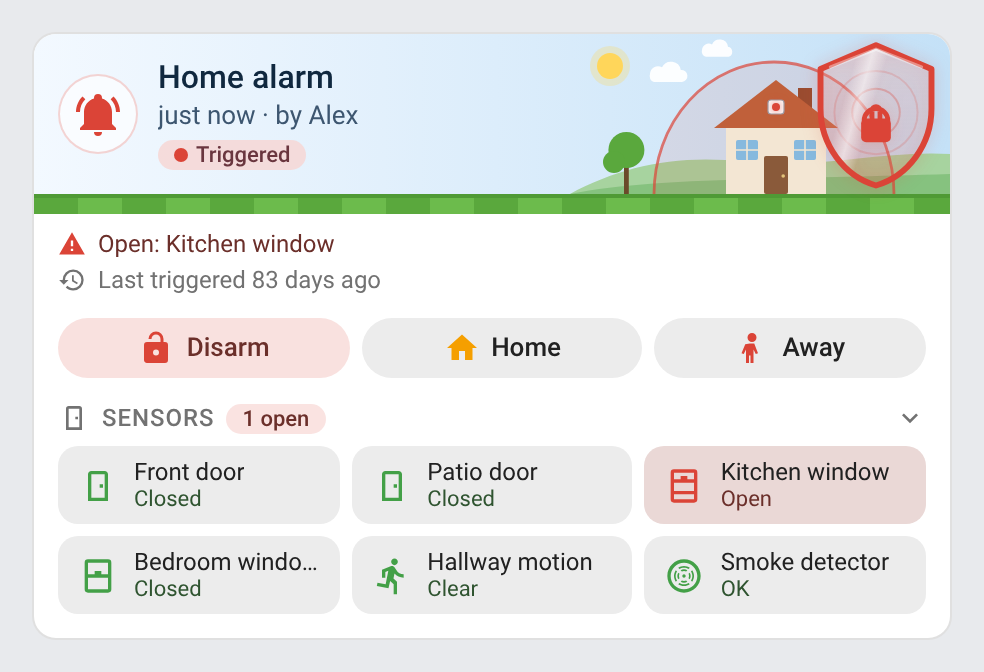 Home alarm
just now · by Alex
Triggered
Open: Kitchen window
Last triggered 83 days ago
Disarm
Home
Away
SENSORS
1 open
Front door
Closed
Patio door
Closed
Kitchen window
Open
Bedroom windo...
Closed
Hallway motion
Clear
Smoke detector
OK